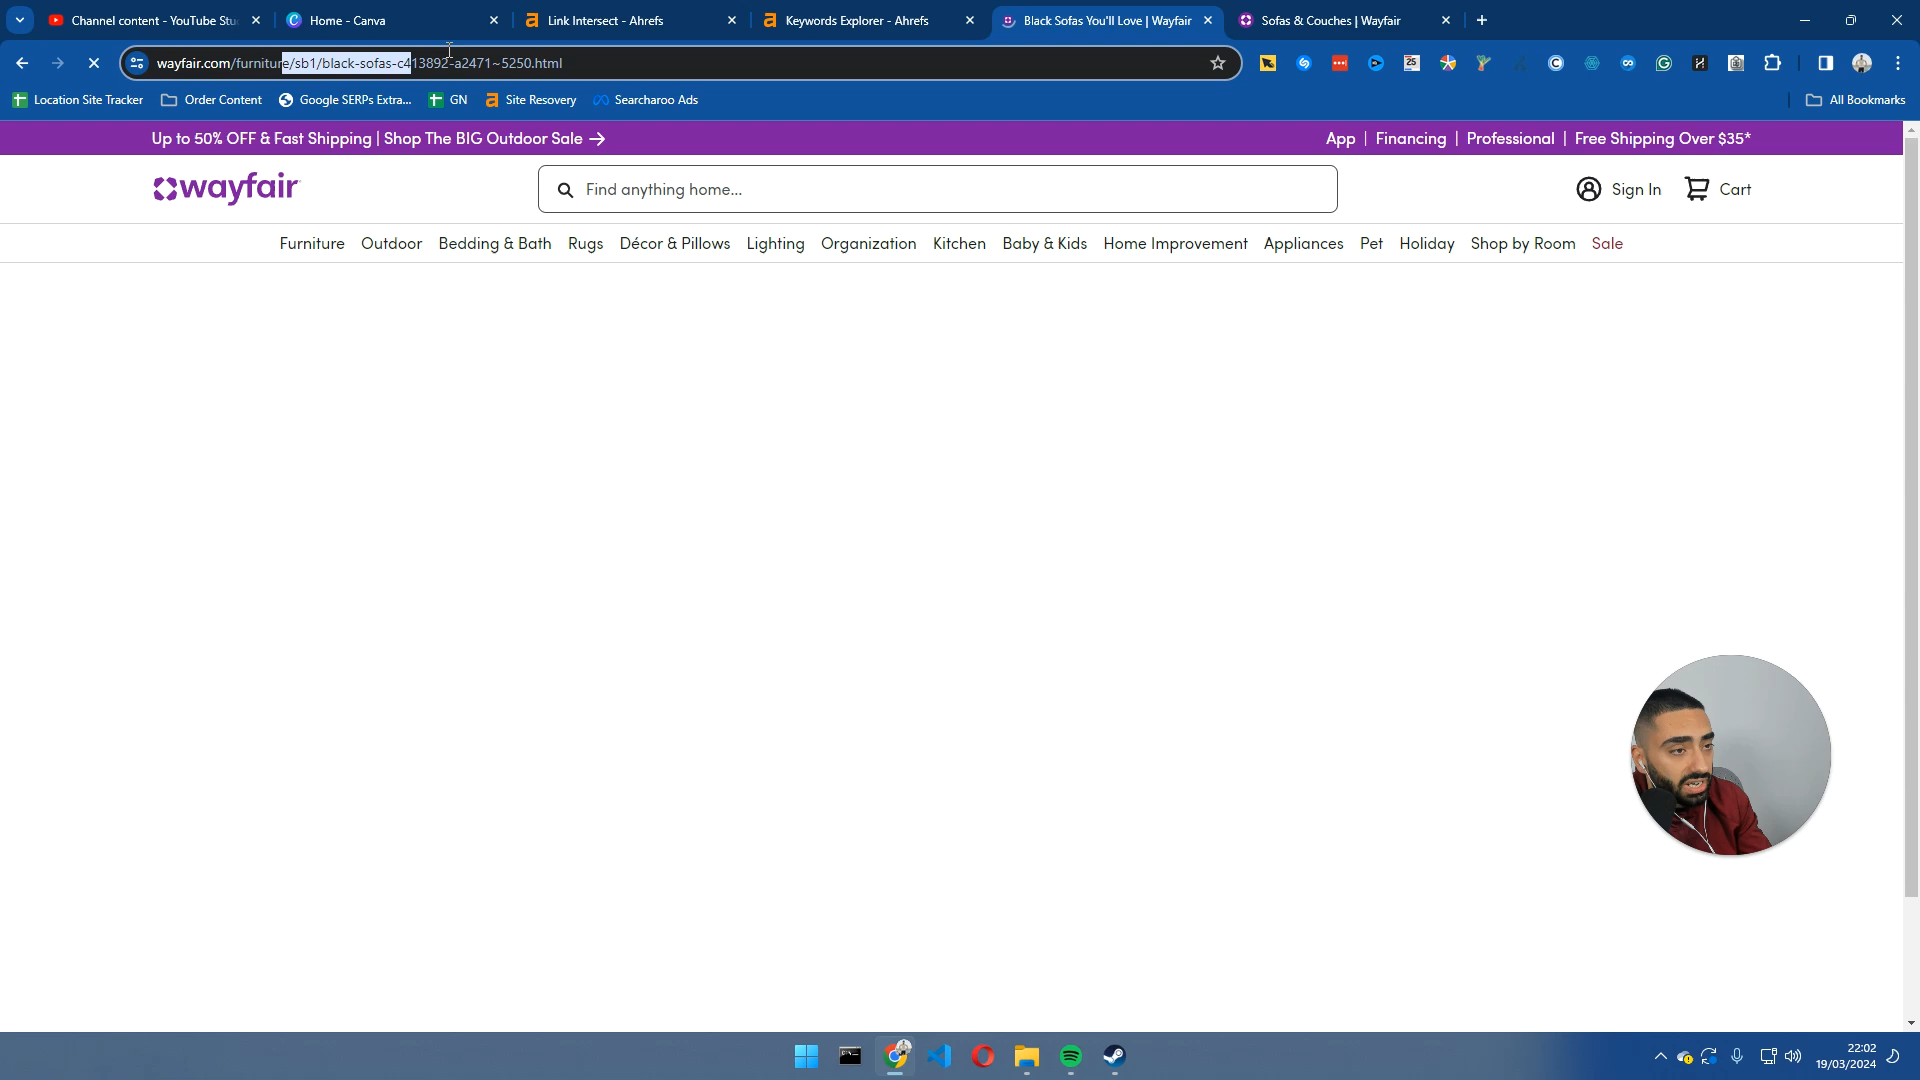 Channel content - YouTube Stu
Home - Canva
Link Intersect - Ahrefs
Keywords Explorer - Ahrefs
Black Sofas You'll Love | Wayfair
Sofas & Couches | Wayfair
wayfair.com/furniture/sb1/black-sofas-c413892-a2471~5250.html
25
Location Site Tracker
Order Content
Google SERPs Extra...
GN
Site Recovery
Searcharoo Ads
All Bookmarks
Up to 50% OFF & Fast Shipping | Shop The BIG Outdoor Sale →
App | Financing | Professional | Free Shipping Over $35*
wayfair
Find anything home...
Sign In
Cart
Furniture Outdoor Bedding & Bath Rugs Décor & Pillows Lighting Organization Kitchen Baby & Kids Home Improvement Appliances Pet Holiday Shop by Room Sale
22:02
19/03/2024